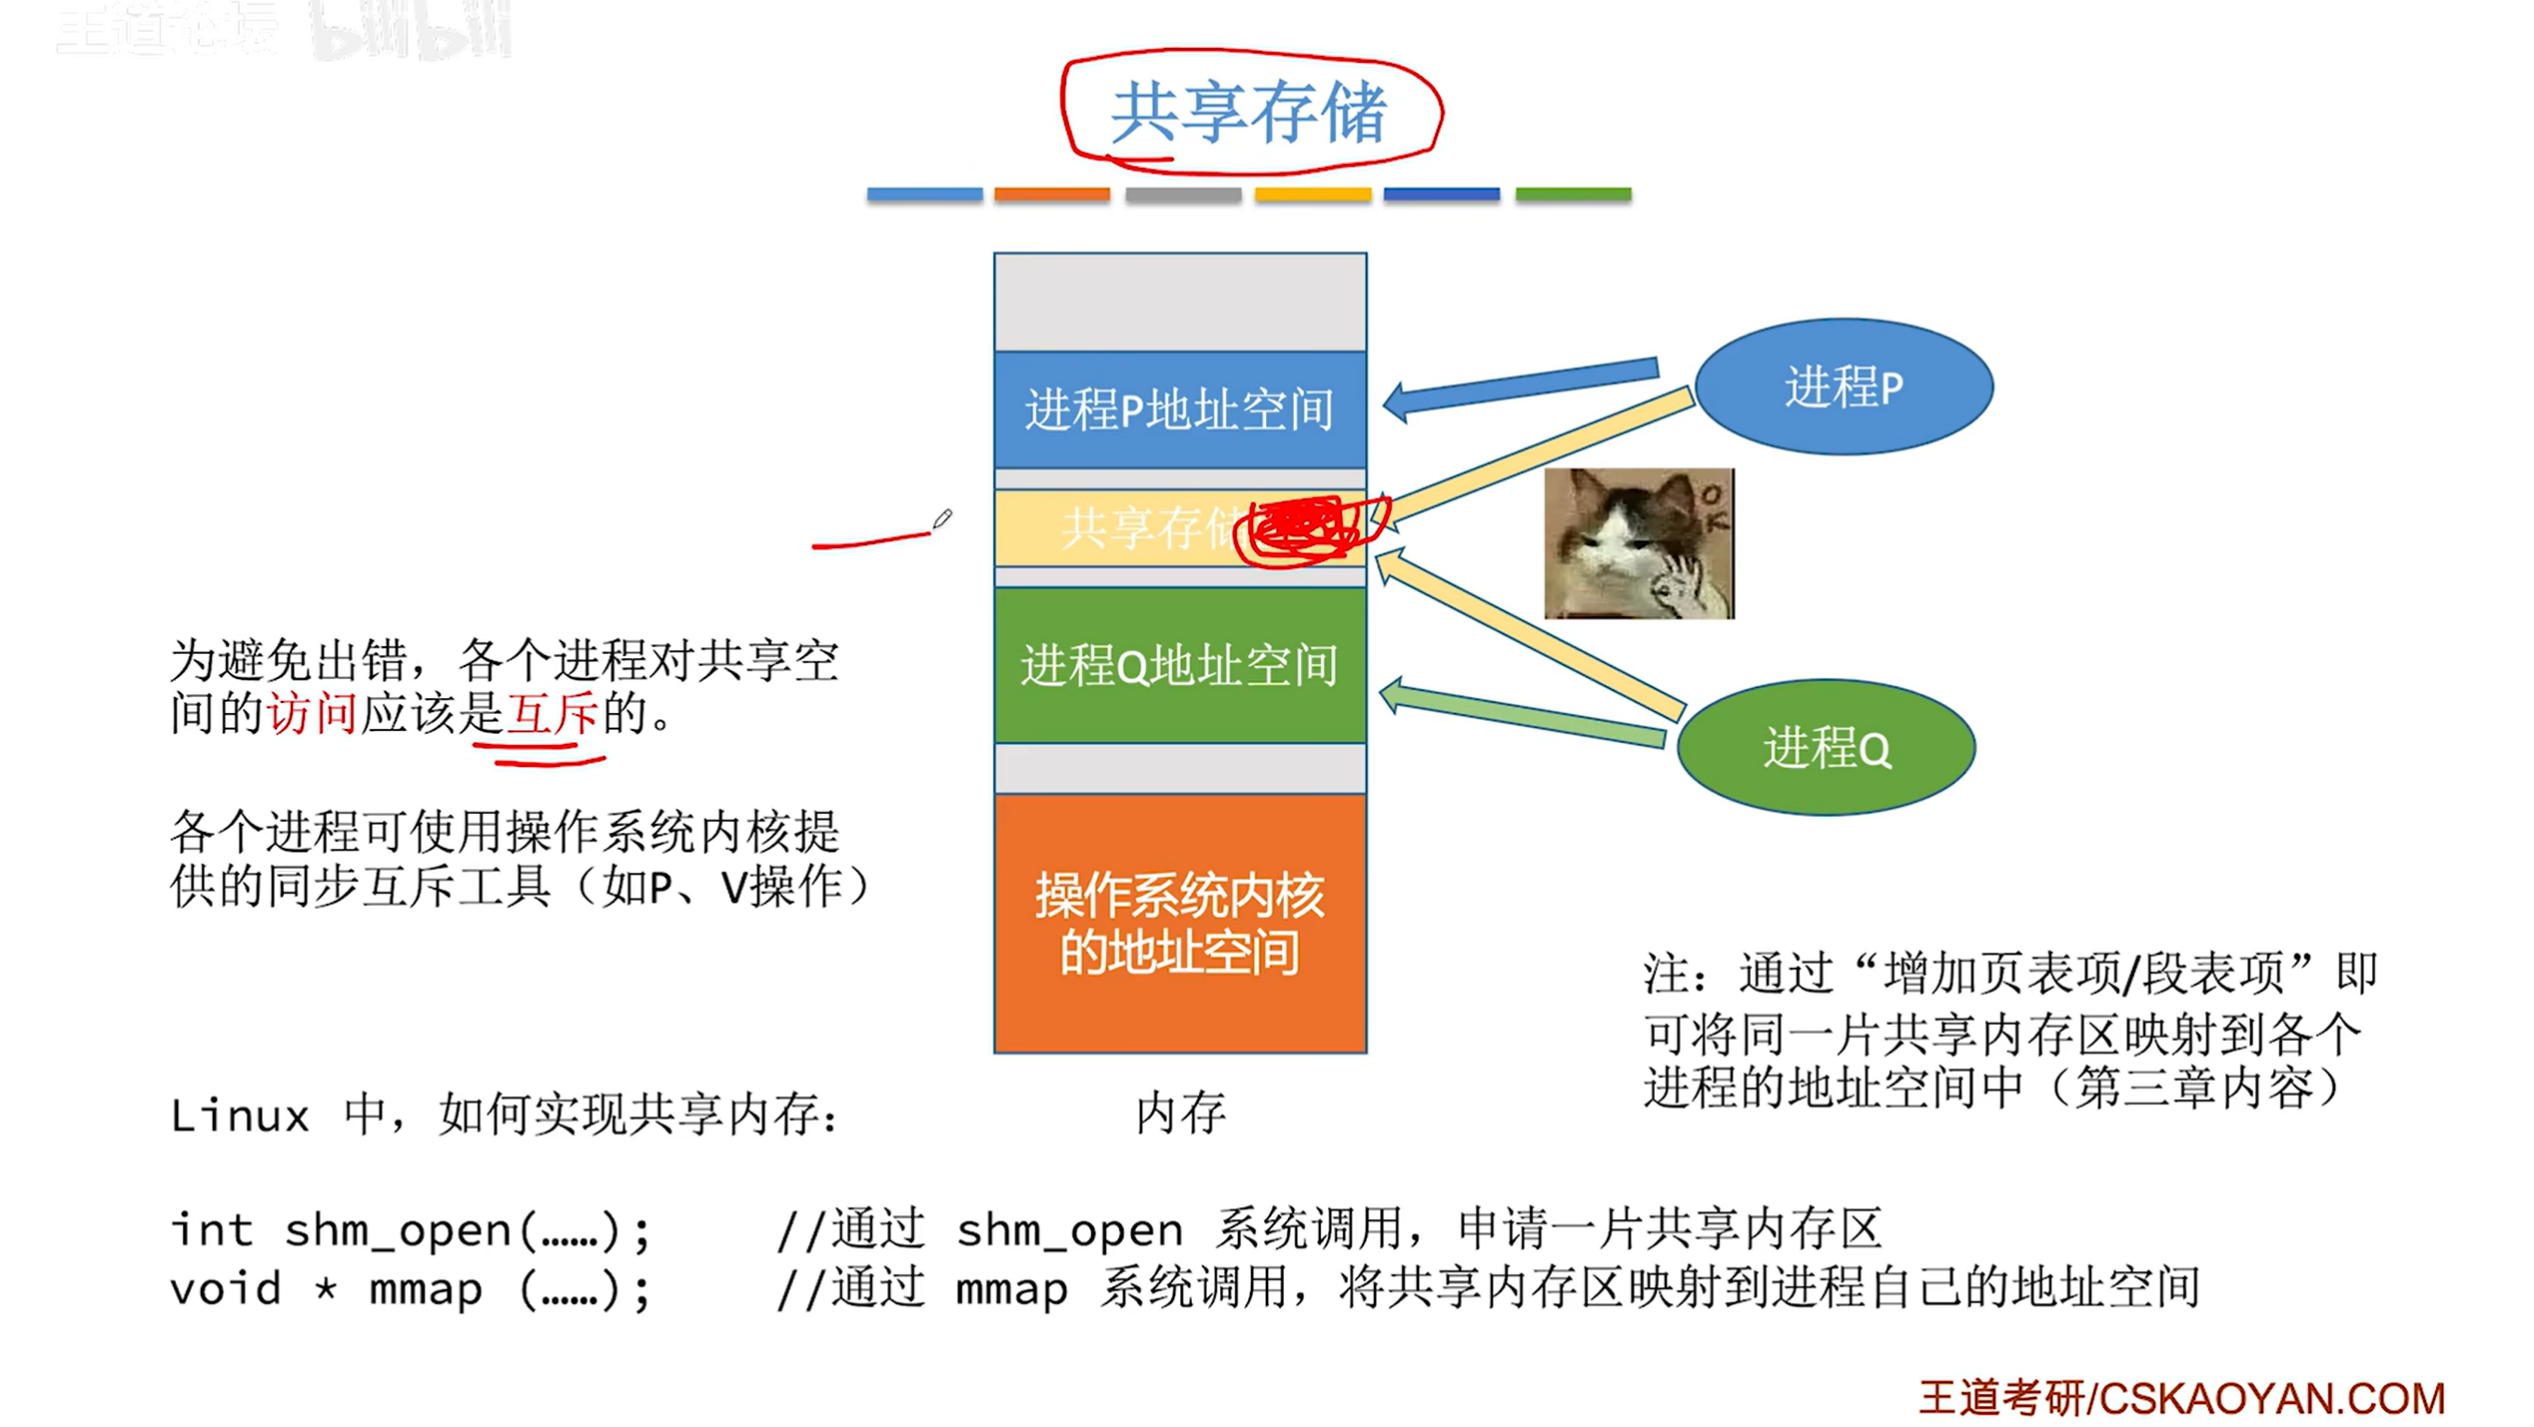 王道论坛 bilibili
共享存储
进程P地址空间
进程P
共享存储
O
K
进程Q地址空间
进程Q
为避免出错，各个进程对共享空
间的访问应该是互斥的。
各个进程可使用操作系统内核提
供的同步互斥工具（如P、V操作）
操作系统内核
的地址空间
内存
注：通过“增加页表项/段表项”即
可将同一片共享内存区映射到各个
进程的地址空间中（第三章内容）
Linux 中，如何实现共享内存：
int shm_open(……); //通过 shm_open 系统调用，申请一片共享内存区
void * mmap (……); //通过 mmap 系统调用，将共享内存区映射到进程自己的地址空间
王道考研/CSKAOYAN.COM